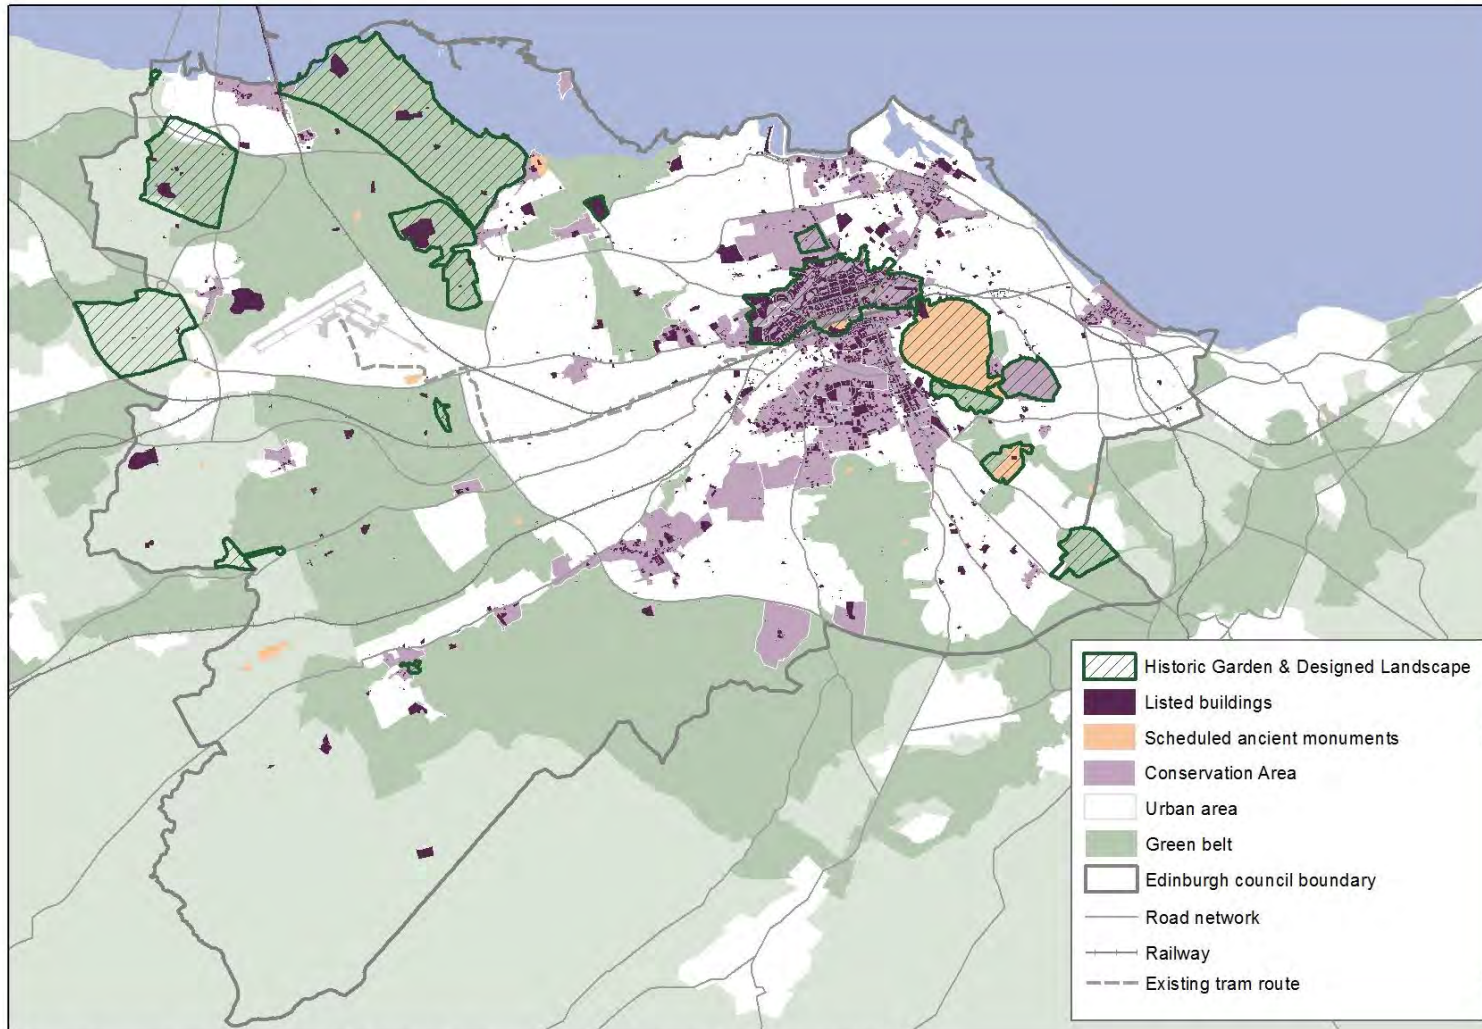 Historic Garden & Designed Landscape
Listed buildings
Scheduled ancient monuments
Conservation Area
Urban area
Green belt
Edinburgh council boundary
Road network
Railway
Existing tram route